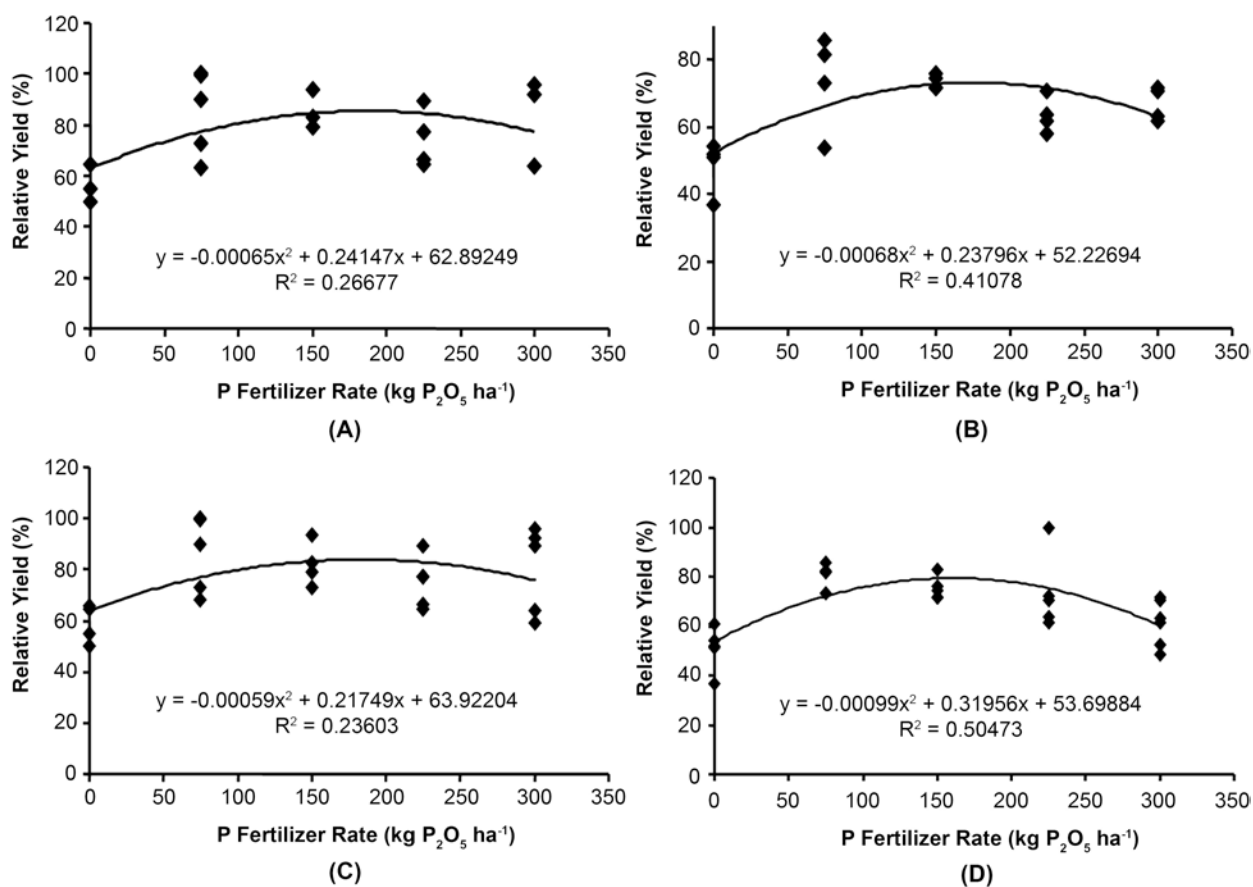 120
100
80
60
40
20
0
Relative Yield (%)
y = -0.00065x² + 0.24147x + 62.89249
R² = 0.26677
0 50 100 150 200 250 300 350
P Fertilizer Rate (kg P₂O₅ ha⁻¹)
(A)
80
60
40
20
0
Relative Yield (%)
y = -0.00068x² + 0.23796x + 52.22694
R² = 0.41078
0 50 100 150 200 250 300 350
P Fertilizer Rate (kg P₂O₅ ha⁻¹)
(B)
120
100
80
60
40
20
0
Relative Yield (%)
y = -0.00059x² + 0.21749x + 63.92204
R² = 0.23603
0 50 100 150 200 250 300 350
P Fertilizer Rate (kg P₂O₅ ha⁻¹)
(C)
120
100
80
60
40
20
0
Relative Yield (%)
y = -0.00099x² + 0.31956x + 53.69884
R² = 0.50473
0 50 100 150 200 250 300 350
P Fertilizer Rate (kg P₂O₅ ha⁻¹)
(D)